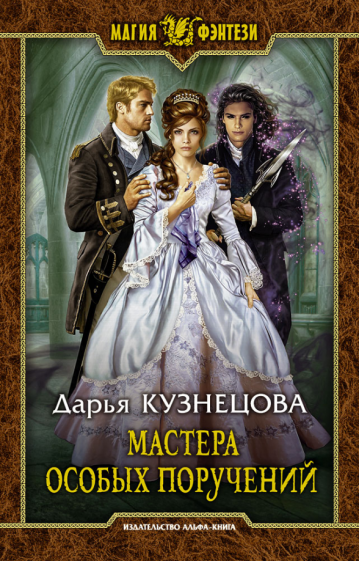 МАГИЯ ФЭНТЕЗИ
Дарья КУЗНЕЦОВА
МАСТЕРА
ОСОБЫХ ПОРУЧЕНИЙ
ИЗДАТЕЛЬСТВО АЛЬФА-КНИГА